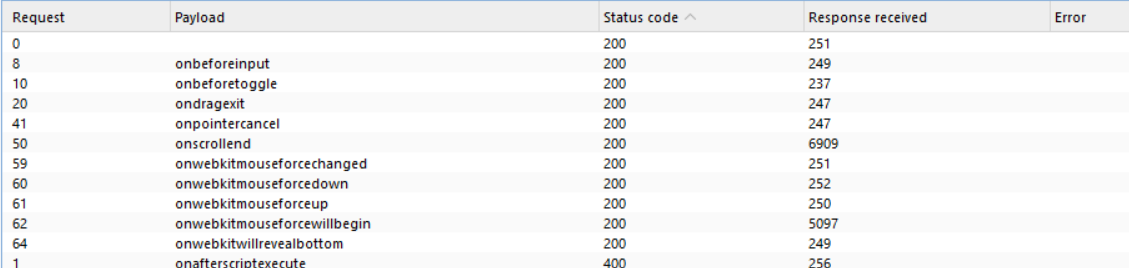 Request Payload Status code Response received Error
0 200 251
8 onbeforeinput 200 249
10 onbeforetoggle 200 237
20 ondragexit 200 247
41 onpointercancel 200 247
50 onscrollend 200 6909
59 onwebkitmouseforcechanged 200 251
60 onwebkitmouseforcedown 200 252
61 onwebkitmouseforceup 200 250
62 onwebkitmouseforcewillbegin 200 5097
64 onwebkitwillrevealbottom 200 249
1 onafterscriptexecute 400 256